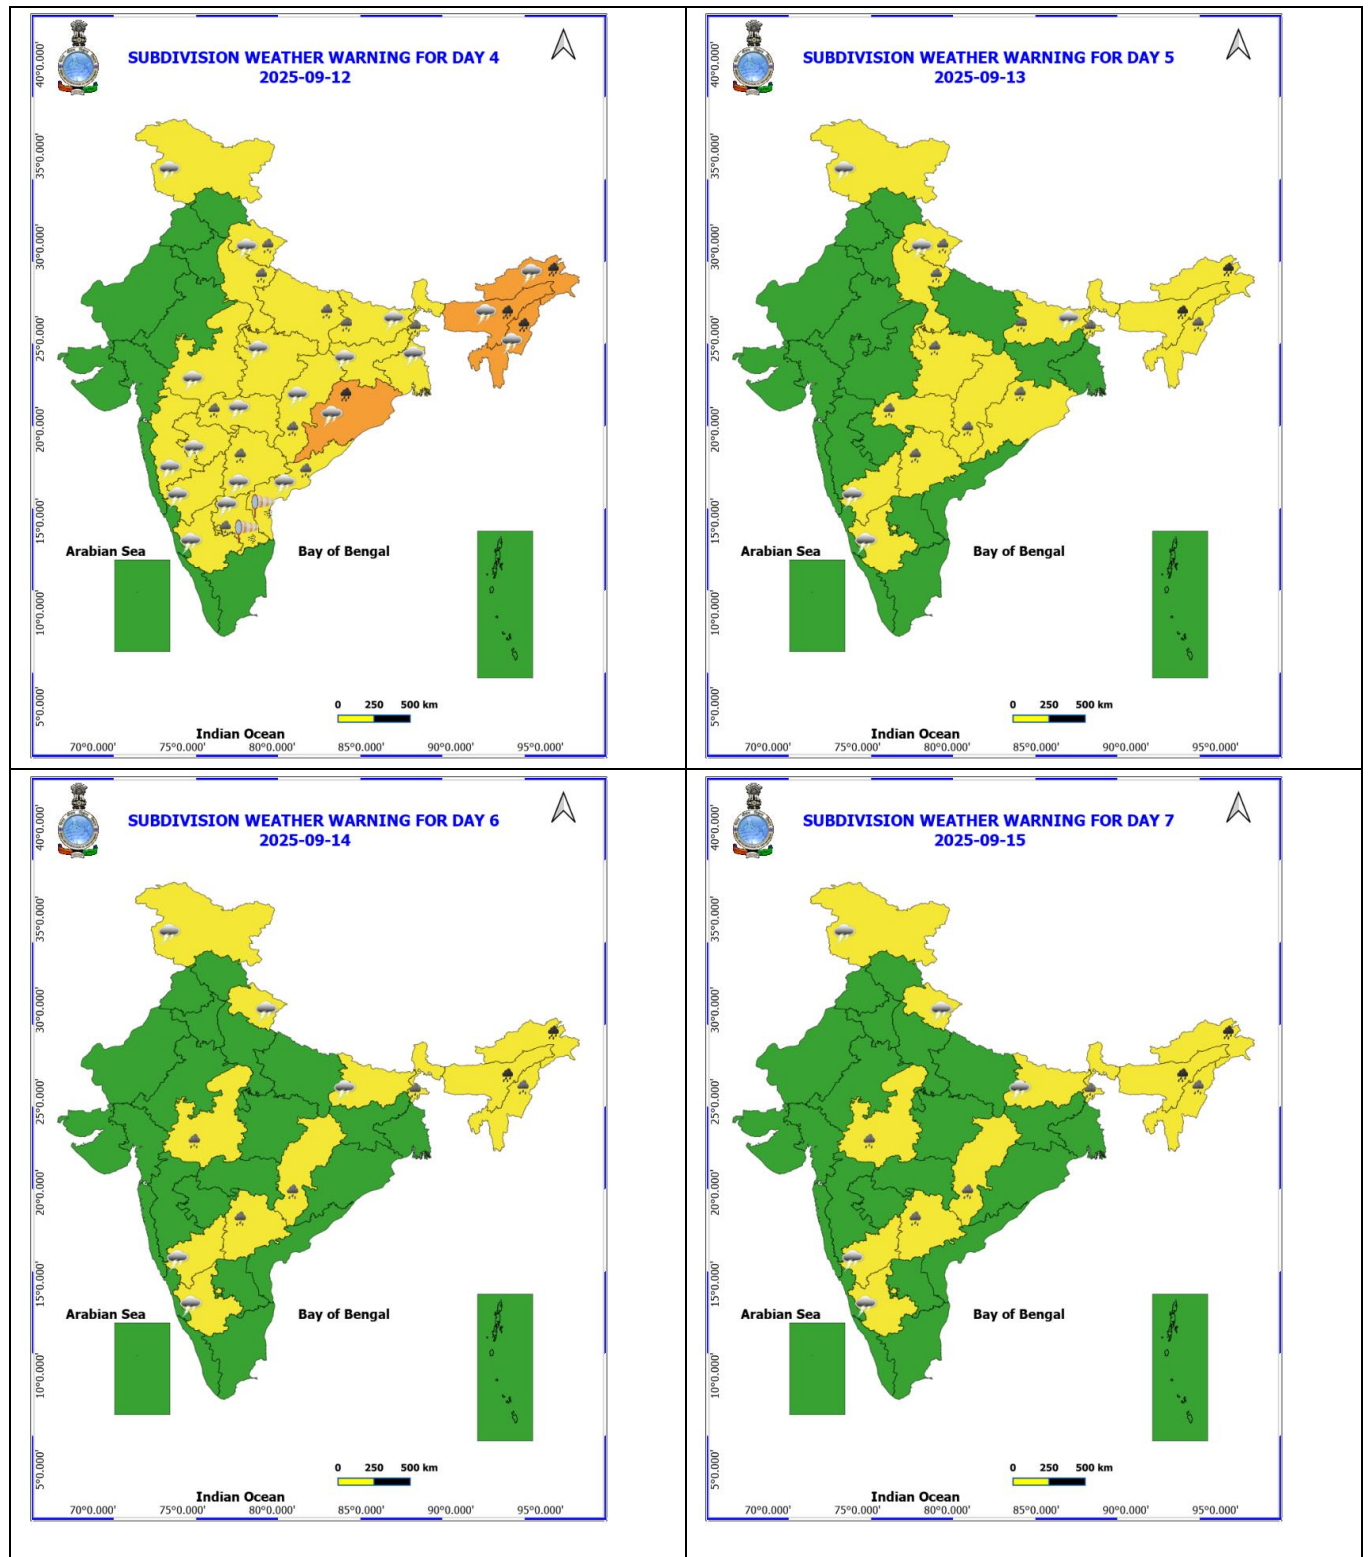 SUBDIVISION WEATHER WARNING FOR DAY 4
2025-09-12
40°0.000'
35°0.000'
30°0.000'
25°0.000'
20°0.000'
15°0.000'
10°0.000'
5°0.000'
Arabian Sea
Bay of Bengal
0 250 500 km
Indian Ocean
70°0.000' 75°0.000' 80°0.000' 85°0.000' 90°0.000' 95°0.000'
SUBDIVISION WEATHER WARNING FOR DAY 5
2025-09-13
40°0.000'
35°0.000'
30°0.000'
25°0.000'
20°0.000'
15°0.000'
10°0.000'
5°0.000'
Arabian Sea
Bay of Bengal
0 250 500 km
Indian Ocean
70°0.000' 75°0.000' 80°0.000' 85°0.000' 90°0.000' 95°0.000'
SUBDIVISION WEATHER WARNING FOR DAY 6
2025-09-14
40°0.000'
35°0.000'
30°0.000'
25°0.000'
20°0.000'
15°0.000'
10°0.000'
5°0.000'
Arabian Sea
Bay of Bengal
0 250 500 km
Indian Ocean
70°0.000' 75°0.000' 80°0.000' 85°0.000' 90°0.000' 95°0.000'
SUBDIVISION WEATHER WARNING FOR DAY 7
2025-09-15
40°0.000'
35°0.000'
30°0.000'
25°0.000'
20°0.000'
15°0.000'
10°0.000'
5°0.000'
Arabian Sea
Bay of Bengal
0 250 500 km
Indian Ocean
70°0.000' 75°0.000' 80°0.000' 85°0.000' 90°0.000' 95°0.000'